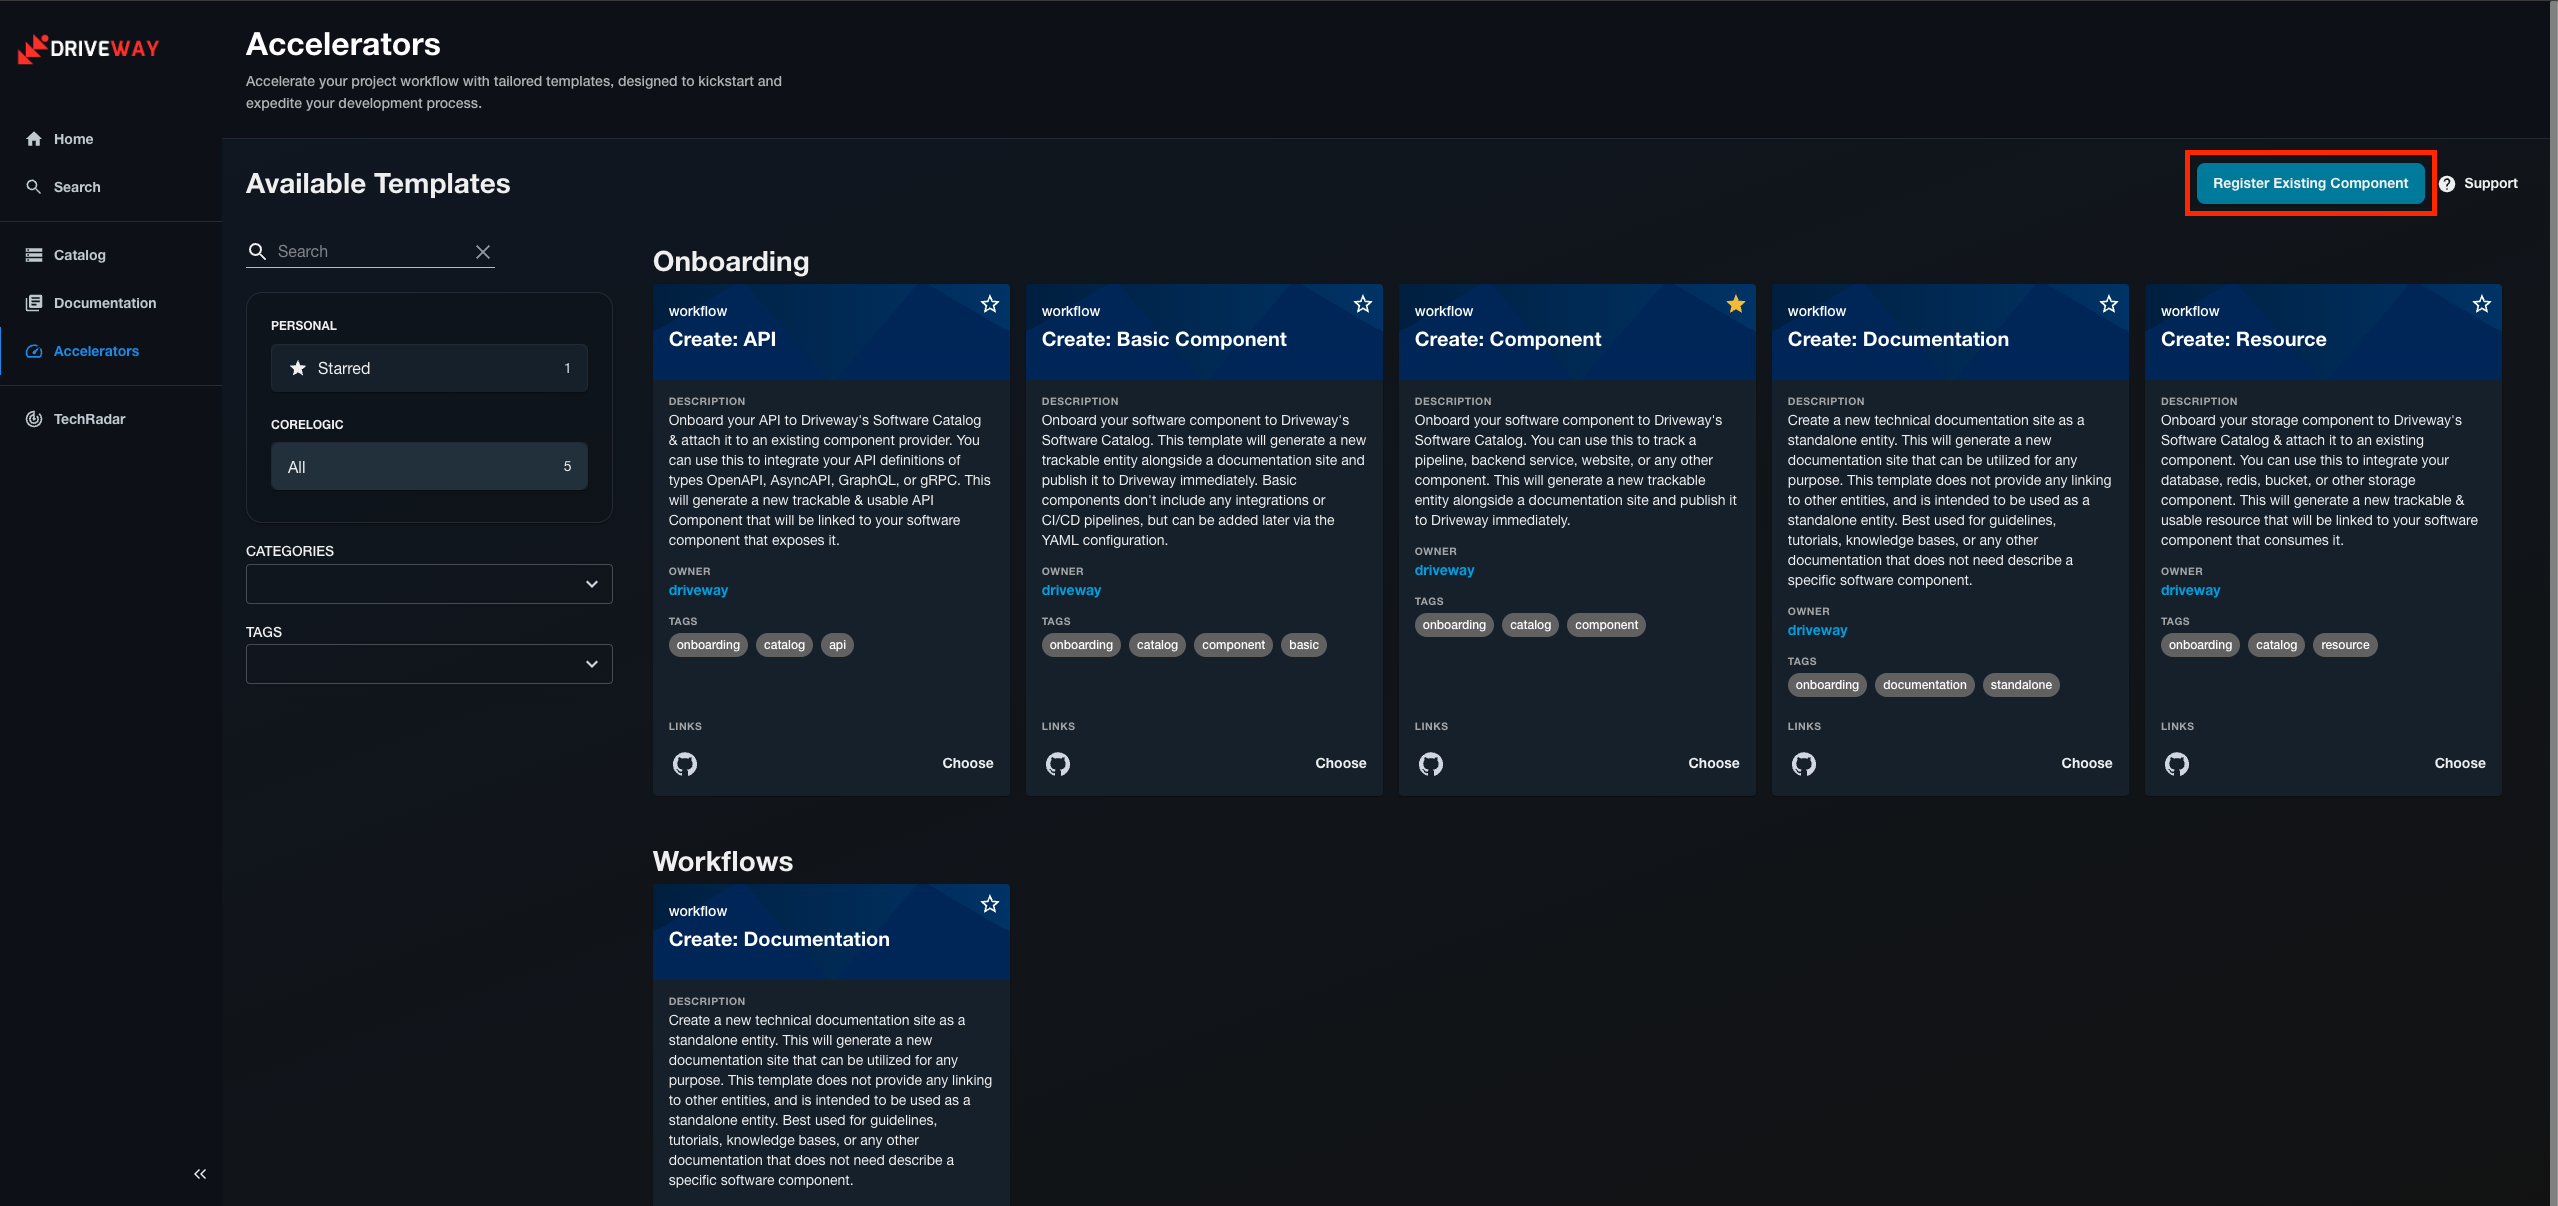 DRIVEWAY
Home
Search
Catalog
Documentation
Accelerators
TechRadar
Accelerators
Accelerate your project workflow with tailored templates, designed to kickstart and
expedite your development process.
Available Templates
Register Existing Component
Support
Search
PERSONAL
Starred 1
CORELOGIC
All 5
CATEGORIES
TAGS
Onboarding
workflow
Create: API
DESCRIPTION
Onboard your API to Driveway's Software Catalog
& attach it to an existing component provider. You
can use this to integrate your API definitions of
types OpenAPI, AsyncAPI, GraphQL, or gRPC. This
will generate a new trackable & usable API
Component that will be linked to your software
component that exposes it.
OWNER
driveway
TAGS
onboarding catalog api
LINKS
Choose
workflow
Create: Basic Component
DESCRIPTION
Onboard your software component to Driveway's
Software Catalog. This template will generate a new
trackable entity alongside a documentation site and
publish it to Driveway immediately. Basic
components don't include any integrations or
CI/CD pipelines, but can be added later via the
YAML configuration.
OWNER
driveway
TAGS
onboarding catalog component basic
LINKS
Choose
workflow
Create: Component
DESCRIPTION
Onboard your software component to Driveway's
Software Catalog. You can use this to track a
pipeline, backend service, website, or any other
component. This will generate a new trackable
entity alongside a documentation site and publish it
to Driveway immediately.
OWNER
driveway
TAGS
onboarding catalog component
LINKS
Choose
workflow
Create: Documentation
DESCRIPTION
Create a new technical documentation site as a
standalone entity. This will generate a new
documentation site that can be utilized for any
purpose. This template does not provide any linking
to other entities, and is intended to be used as a
standalone entity. Best used for guidelines,
tutorials, knowledge bases, or any other
documentation that does not need describe a
specific software component.
OWNER
driveway
TAGS
onboarding documentation standalone
LINKS
Choose
workflow
Create: Resource
DESCRIPTION
Onboard your storage component to Driveway's
Software Catalog & attach it to an existing
component. You can use this to integrate your
database, redis, bucket, or other storage
component. This will generate a new trackable &
usable resource that will be linked to your software
component that consumes it.
OWNER
driveway
TAGS
onboarding catalog resource
LINKS
Choose
Workflows
workflow
Create: Documentation
DESCRIPTION
Create a new technical documentation site as a
standalone entity. This will generate a new
documentation site that can be utilized for any
purpose. This template does not provide any linking
to other entities, and is intended to be used as a
standalone entity. Best used for guidelines,
tutorials, knowledge bases, or any other
documentation that does not need describe a
specific software component.